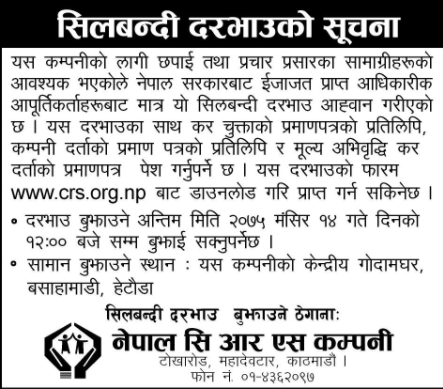 सिलबन्दी दरभाउको सूचना
यस कम्पनीको लागी छपाई तथा प्रचार प्रसारका सामाग्रीहरूको
आवश्यक भएकोले नेपाल सरकारबाट ईजाजत प्राप्त आधिकारीक
आपूर्तिकर्ताहरूबाट मात्र यो सिलबन्दी दरभाउ आह्वान गरीएको
छ । यस दरभाउका साथ कर चुक्ताको प्रमाणपत्रको प्रतिलिपि,
कम्पनी दर्ताको प्रमाण पत्रको प्रतिलिपि र मूल्य अभिवृद्धि कर
दर्ताको प्रमाणपत्र पेश गर्नुपर्ने छ । यस दरभाउको फारम
www.crs.org.np बाट डाउनलोड गरि प्राप्त गर्न सकिनेछ ।
• दरभाउ बुझाउने अन्तिम मिति २०७५ मंसिर १४ गते दिनको
१२:०० बजे सम्म बुझाई सक्नुपर्नेछ ।
• सामान बुझाउने स्थान : यस कम्पनीको केन्द्रीय गोदामघर,
बसाहामाडी, हेटौडा
सिलबन्दी दरभाउ बुझाउने ठेगाना:
नेपाल सि आर एस कम्पनी
टोखारोड, महादेवटार, काठमाडौ ।
फोन नं. ०१-४३६२०९७